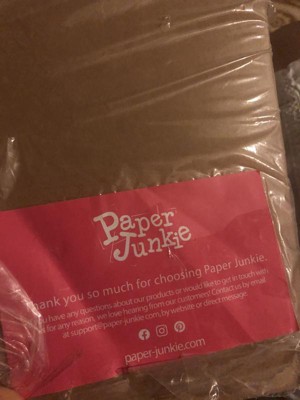 Paper
Junkie
Thank you so much for choosing Paper Junkie.
you have any questions about our products or would like to get in touch with
for any reason, we love hearing from our customers! Contact us by email
at support@paper-junkie.com, by website or direct message.
paper-junkie.com